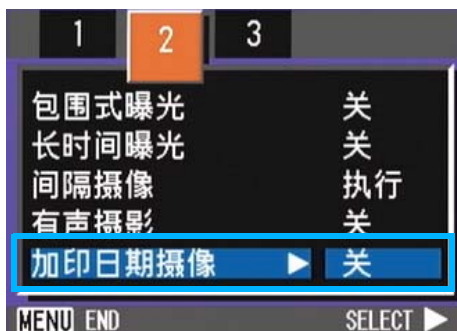 1 2 3
包围式曝光 关
长时间曝光 关
间隔摄像 执行
有声摄影 关
加印日期摄像 ▶ 关
MENU END SELECT ▶